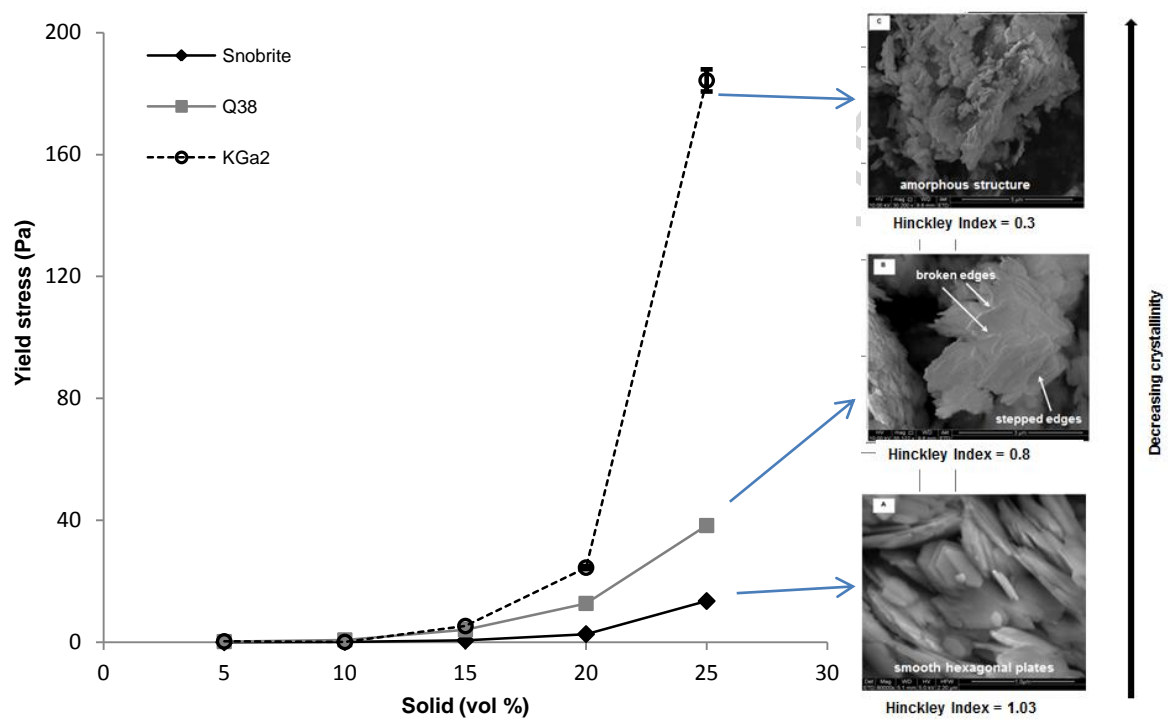 200
160
120
80
40
0
Yield stress (Pa)
0 5 10 15 20 25 30
Solid (vol %)
Snobrite
Q38
KGa2
C
amorphous structure
Hinckley Index = 0.3
B
broken edges
stepped edges
Hinckley Index = 0.8
A
smooth hexagonal plates
Hinckley Index = 1.03
Decreasing crystallinity